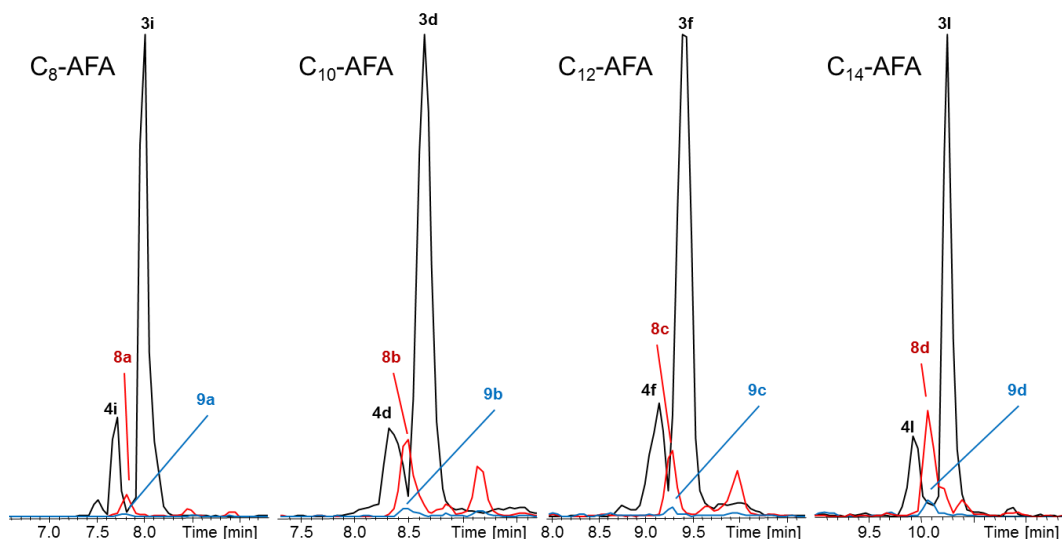 3i
3d
3f
3l
C₈-AFA
C₁₀-AFA
C₁₂-AFA
C₁₄-AFA
8a
8b
8c
8d
4i
9a
4d
9b
4f
9c
4l
9d
7.0 7.5 8.0 Time [min]
7.5 8.0 8.5 Time [min]
8.0 8.5 9.0 9.5 Time [min]
9.5 10.0 Time [min]